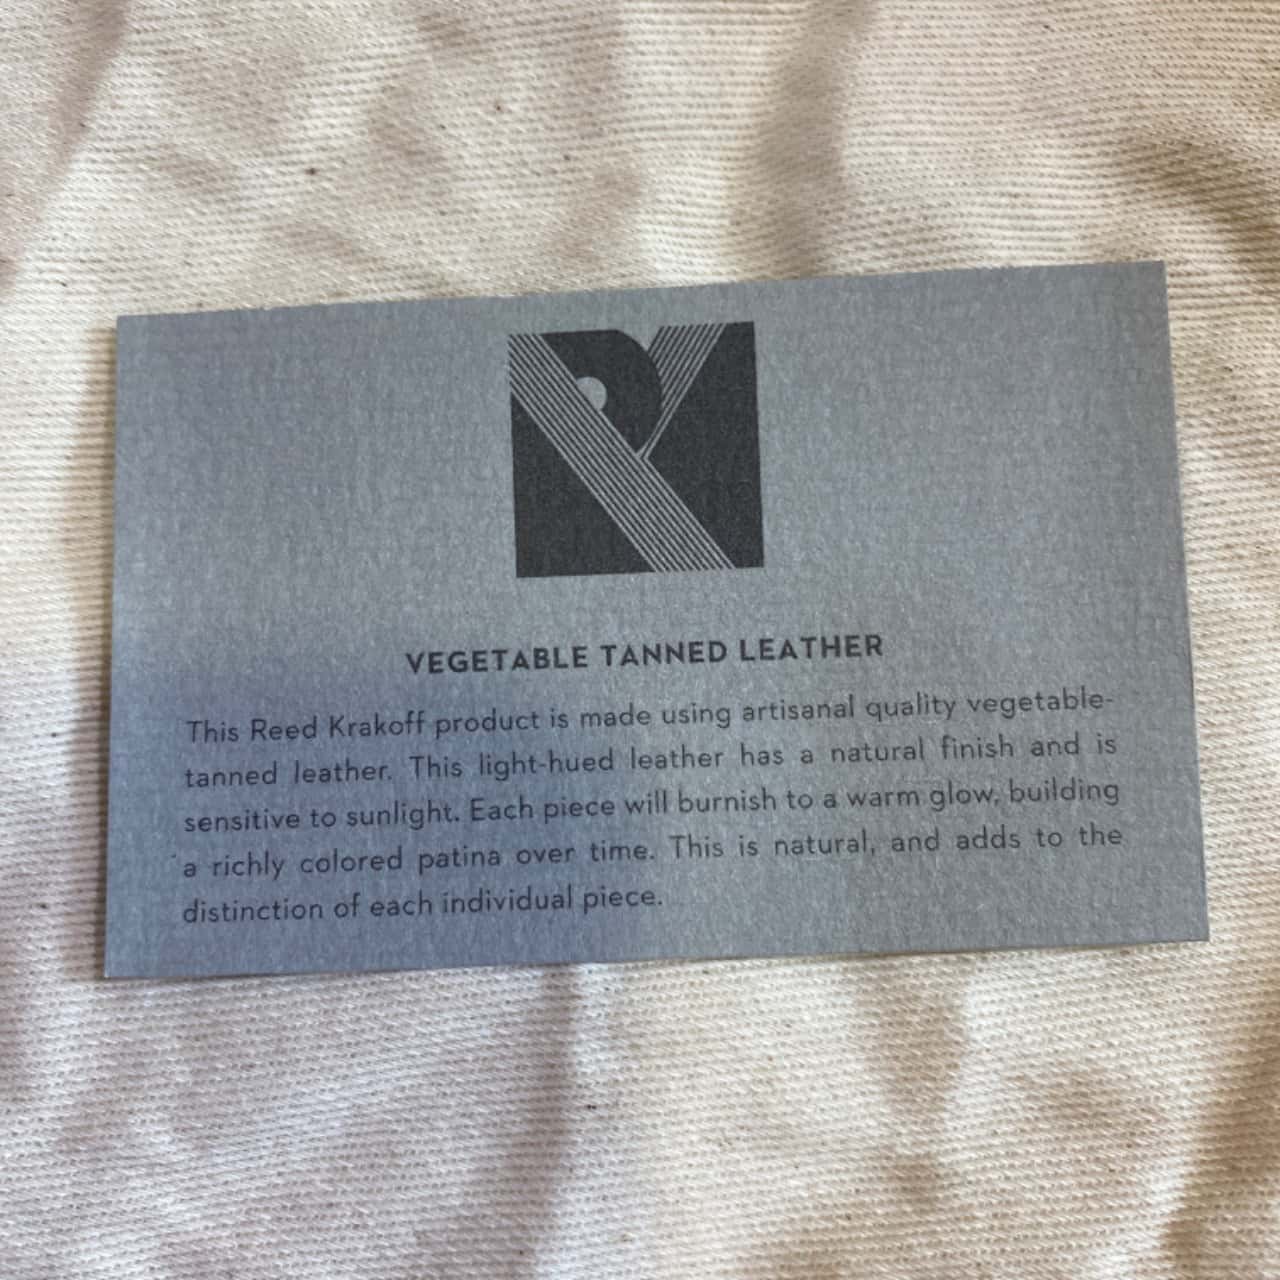 RK
VEGETABLE TANNED LEATHER
This Reed Krakoff product is made using artisanal quality vegetable-
tanned leather. This light-hued leather has a natural finish and is
sensitive to sunlight. Each piece will burnish to a warm glow, building
a richly colored patina over time. This is natural, and adds to the
distinction of each individual piece.